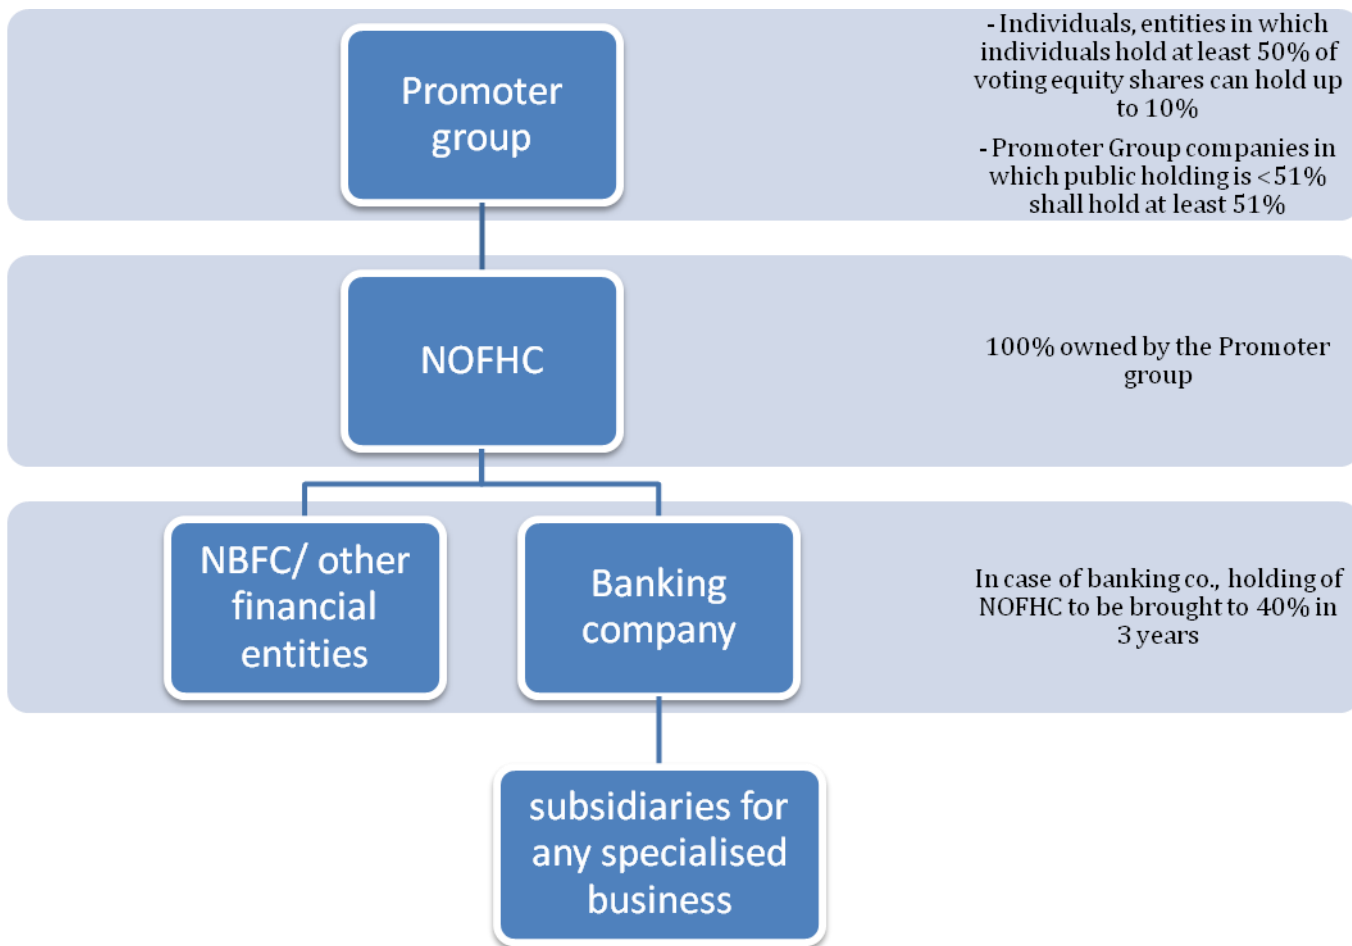 Promoter
group
- Individuals, entities in which
individuals hold at least 50% of
voting equity shares can hold up
to 10%
- Promoter Group companies in
which public holding is <51%
shall hold at least 51%
NOFHC
100% owned by the Promoter
group
NBFC/ other
financial
entities
Banking
company
In case of banking co., holding of
NOFHC to be brought to 40% in
3 years
subsidiaries for
any specialised
business